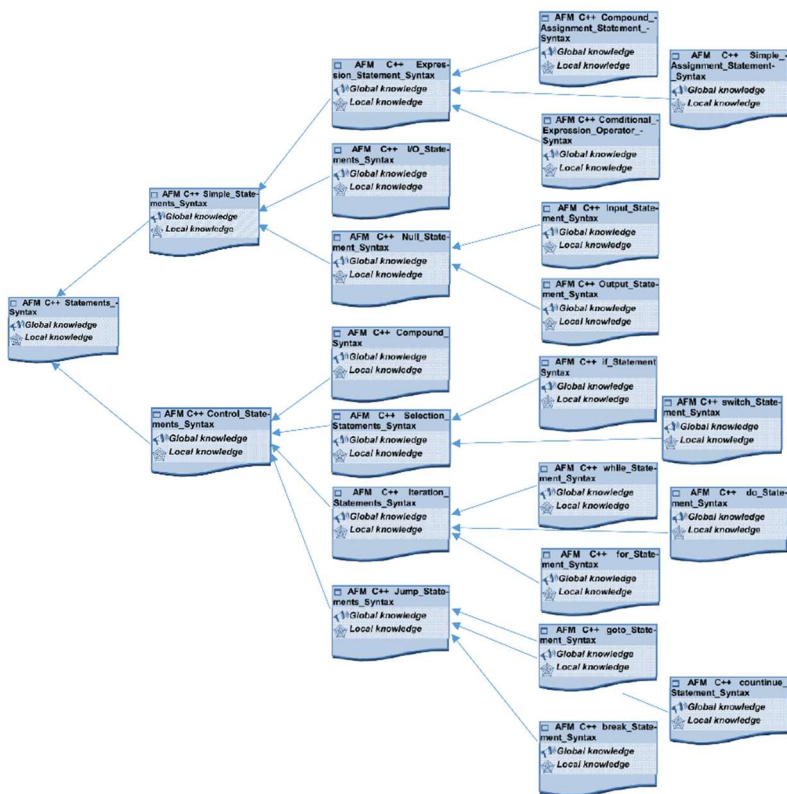 AFM C++ Compound_-
Assignment_Statement_-
Syntax
Global knowledge
Local knowledge
AFM C++ Expres-
sion_Statement_Syntax
Global knowledge
Local knowledge
AFM C++ Simple_-
Assignment_Statement-
_Syntax
Global knowledge
Local knowledge
AFM C++ Comditional_-
Expression_Operator_-
Syntax
Global knowledge
Local knowledge
AFM C++ I/O_State-
ments_Syntax
Global knowledge
Local knowledge
AFM C++ Simple_State-
ments_Syntax
Global knowledge
Local knowledge
AFM C++ Input_State-
ment_Syntax
Global knowledge
Local knowledge
AFM C++ Null_State-
ment_Syntax
Global knowledge
Local knowledge
AFM C++ Output_State-
ment_Syntax
Global knowledge
Local knowledge
AFM C++ Statements_-
Syntax
Global knowledge
Local knowledge
AFM C++ Compound_
Syntax
Global knowledge
Local knowledge
AFM C++ if_Statement
Syntax
Global knowledge
Local knowledge
AFM C++ switch_State-
ment_Syntax
Global knowledge
Local knowledge
AFM C++ Control_State-
ments_Syntax
Global knowledge
Local knowledge
AFM C++ Selection_
Statements_Syntax
Global knowledge
Local knowledge
AFM C++ while_State-
ment_Syntax
Global knowledge
Local knowledge
AFM C++ Iteration_
Statements_Syntax
Global knowledge
Local knowledge
AFM C++ do_State-
ment_Syntax
Global knowledge
Local knowledge
AFM C++ for_State-
ment_Syntax
Global knowledge
Local knowledge
AFM C++ Jump_State-
ments_Syntax
Global knowledge
Local knowledge
AFM C++ goto_State-
ment_Syntax
Global knowledge
Local knowledge
AFM C++ countinue_
Statement_Syntax
Global knowledge
Local knowledge
AFM C++ break_State-
ment_Syntax
Global knowledge
Local knowledge